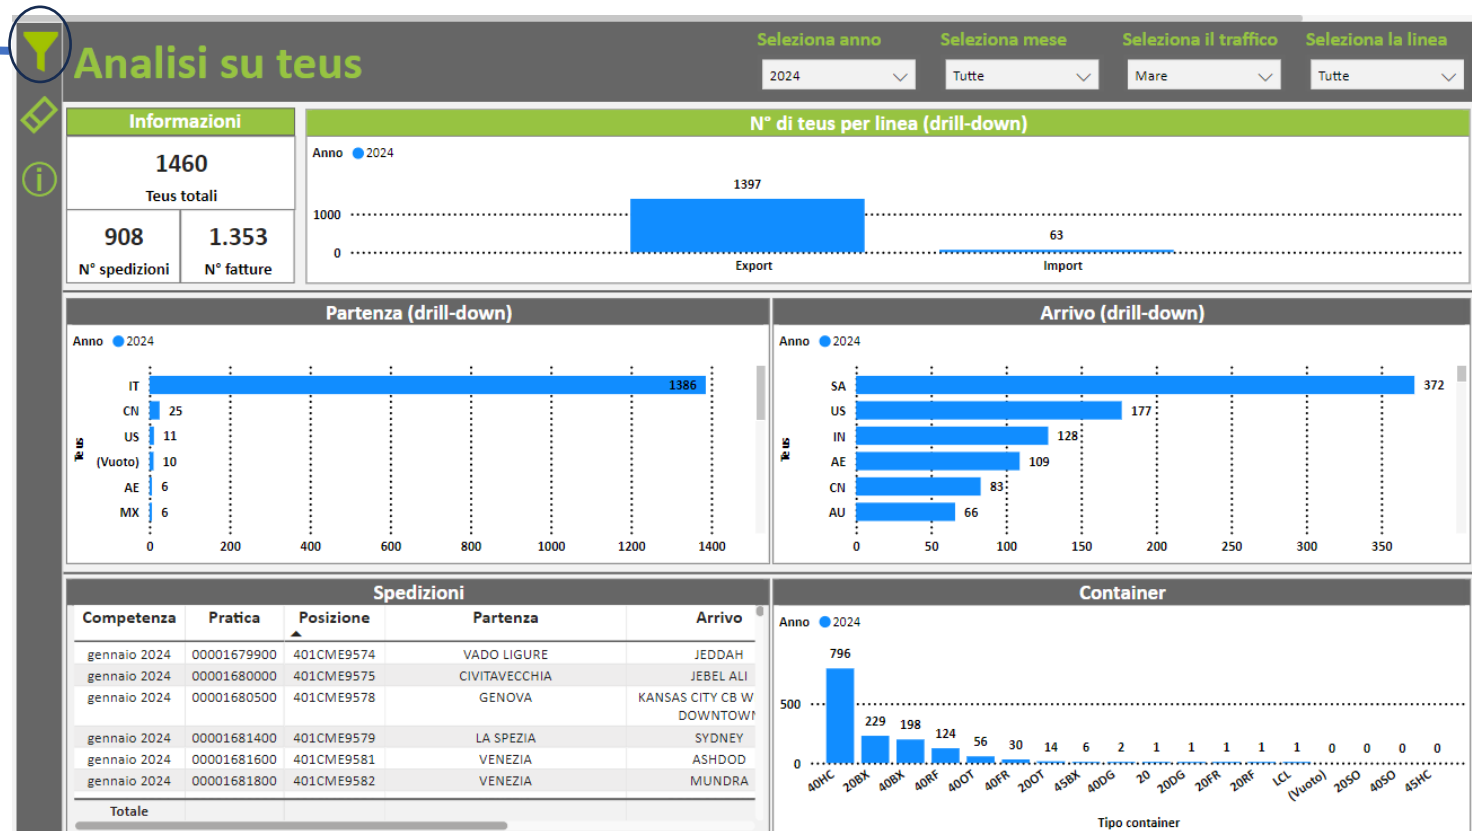 Analisi su teus
Seleziona anno
2024
Seleziona mese
Tutte
Seleziona il traffico
Mare
Seleziona la linea
Tutte
Informazioni
1460
Teus totali
908
N° spedizioni
1.353
N° fatture
N° di teus per linea (drill-down)
Anno 2024
1397
1000
63
0
Export Import
Partenza (drill-down)
Anno 2024
Teus
IT 1386
CN 25
US 11
(Vuoto) 10
AE 6
MX 6
0 200 400 600 800 1000 1200 1400
Arrivo (drill-down)
Anno 2024
Teus
SA 372
US 177
IN 128
AE 109
CN 83
AU 66
0 50 100 150 200 250 300 350
Spedizioni
Competenza Pratica Posizione Partenza Arrivo
gennaio 2024 00001679900 401CME9574 VADO LIGURE JEDDAH
gennaio 2024 00001680000 401CME9575 CIVITAVECCHIA JEBEL ALI
gennaio 2024 00001680500 401CME9578 GENOVA KANSAS CITY CB W
DOWNTOWN
gennaio 2024 00001681400 401CME9579 LA SPEZIA SYDNEY
gennaio 2024 00001681600 401CME9581 VENEZIA ASHDOD
gennaio 2024 00001681800 401CME9582 VENEZIA MUNDRA
Totale
Container
Anno 2024
796 229 198 124 56 30 14 6 2 1 1 1 1 1 0 0 0 0
500
0
40HC 20BX 40BX 40RF 40OT 40FR 20OT 45BX 40DG 20 20DG 20FR 20RF LCL (Vuoto) 20SO 40SO 45HC
Tipo container